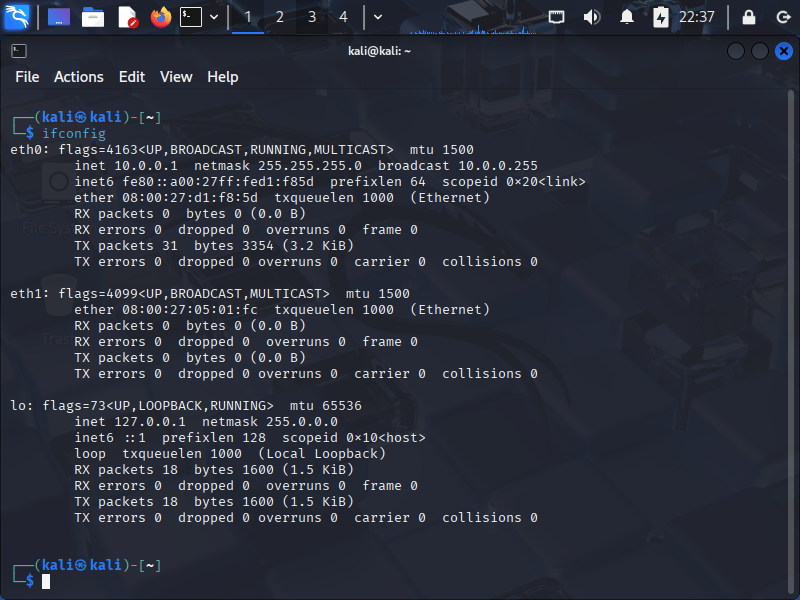 1 2 3 4 22:37
kali@kali: ~
File Actions Edit View Help
┌──(kali㉿kali)-[~]
└─$ ifconfig
eth0: flags=4163<UP,BROADCAST,RUNNING,MULTICAST>  mtu 1500
        inet 10.0.0.1  netmask 255.255.255.0  broadcast 10.0.0.255
        inet6 fe80::a00:27ff:fed1:f85d  prefixlen 64  scopeid 0x20<link>
        ether 08:00:27:d1:f8:5d  txqueuelen 1000  (Ethernet)
        RX packets 0  bytes 0 (0.0 B)
        RX errors 0  dropped 0  overruns 0  frame 0
        TX packets 31  bytes 3354 (3.2 KiB)
        TX errors 0  dropped 0 overruns 0  carrier 0  collisions 0

eth1: flags=4099<UP,BROADCAST,MULTICAST>  mtu 1500
        ether 08:00:27:05:01:fc  txqueuelen 1000  (Ethernet)
        RX packets 0  bytes 0 (0.0 B)
        RX errors 0  dropped 0  overruns 0  frame 0
        TX packets 0  bytes 0 (0.0 B)
        TX errors 0  dropped 0 overruns 0  carrier 0  collisions 0

lo: flags=73<UP,LOOPBACK,RUNNING>  mtu 65536
        inet 127.0.0.1  netmask 255.0.0.0
        inet6 ::1  prefixlen 128  scopeid 0x10<host>
        loop  txqueuelen 1000  (Local Loopback)
        RX packets 18  bytes 1600 (1.5 KiB)
        RX errors 0  dropped 0  overruns 0  frame 0
        TX packets 18  bytes 1600 (1.5 KiB)
        TX errors 0  dropped 0 overruns 0  carrier 0  collisions 0

┌──(kali㉿kali)-[~]
└─$